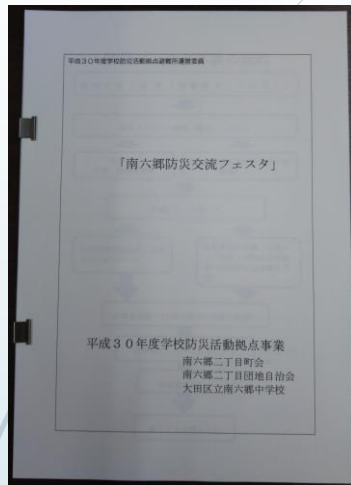 平成30年度学校防災活動拠点避難所運営委員
「南六郷防災交流フェスタ」
平成30年度学校防災活動拠点事業
南六郷二丁目町会
南六郷二丁目団地自治会
大田区立南六郷中学校